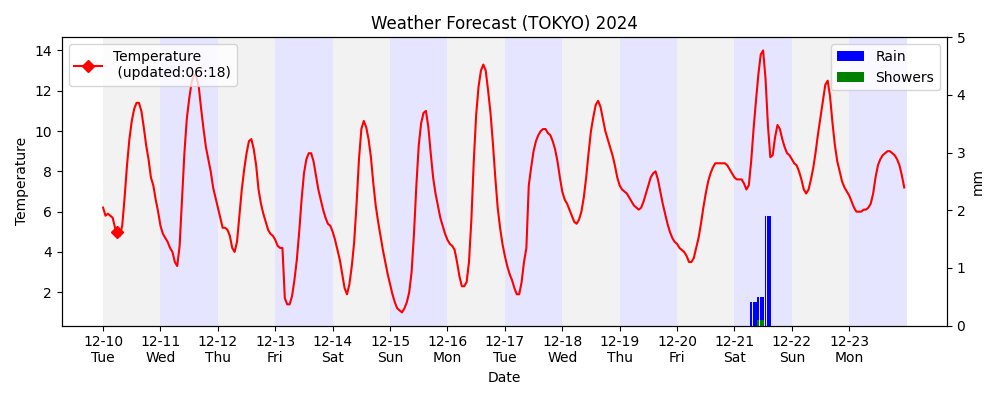 Weather Forecast (TOKYO) 2024
Temperature
(updated:06:18)
Rain
Showers
Temperature
14
12
10
8
6
4
2
5
4
3
2
1
0
mm
12-10 12-11 12-12 12-13 12-14 12-15 12-16 12-17 12-18 12-19 12-20 12-21 12-22 12-23
Tue Wed Thu Fri Sat Sun Mon Tue Wed Thu Fri Sat Sun Mon
Date